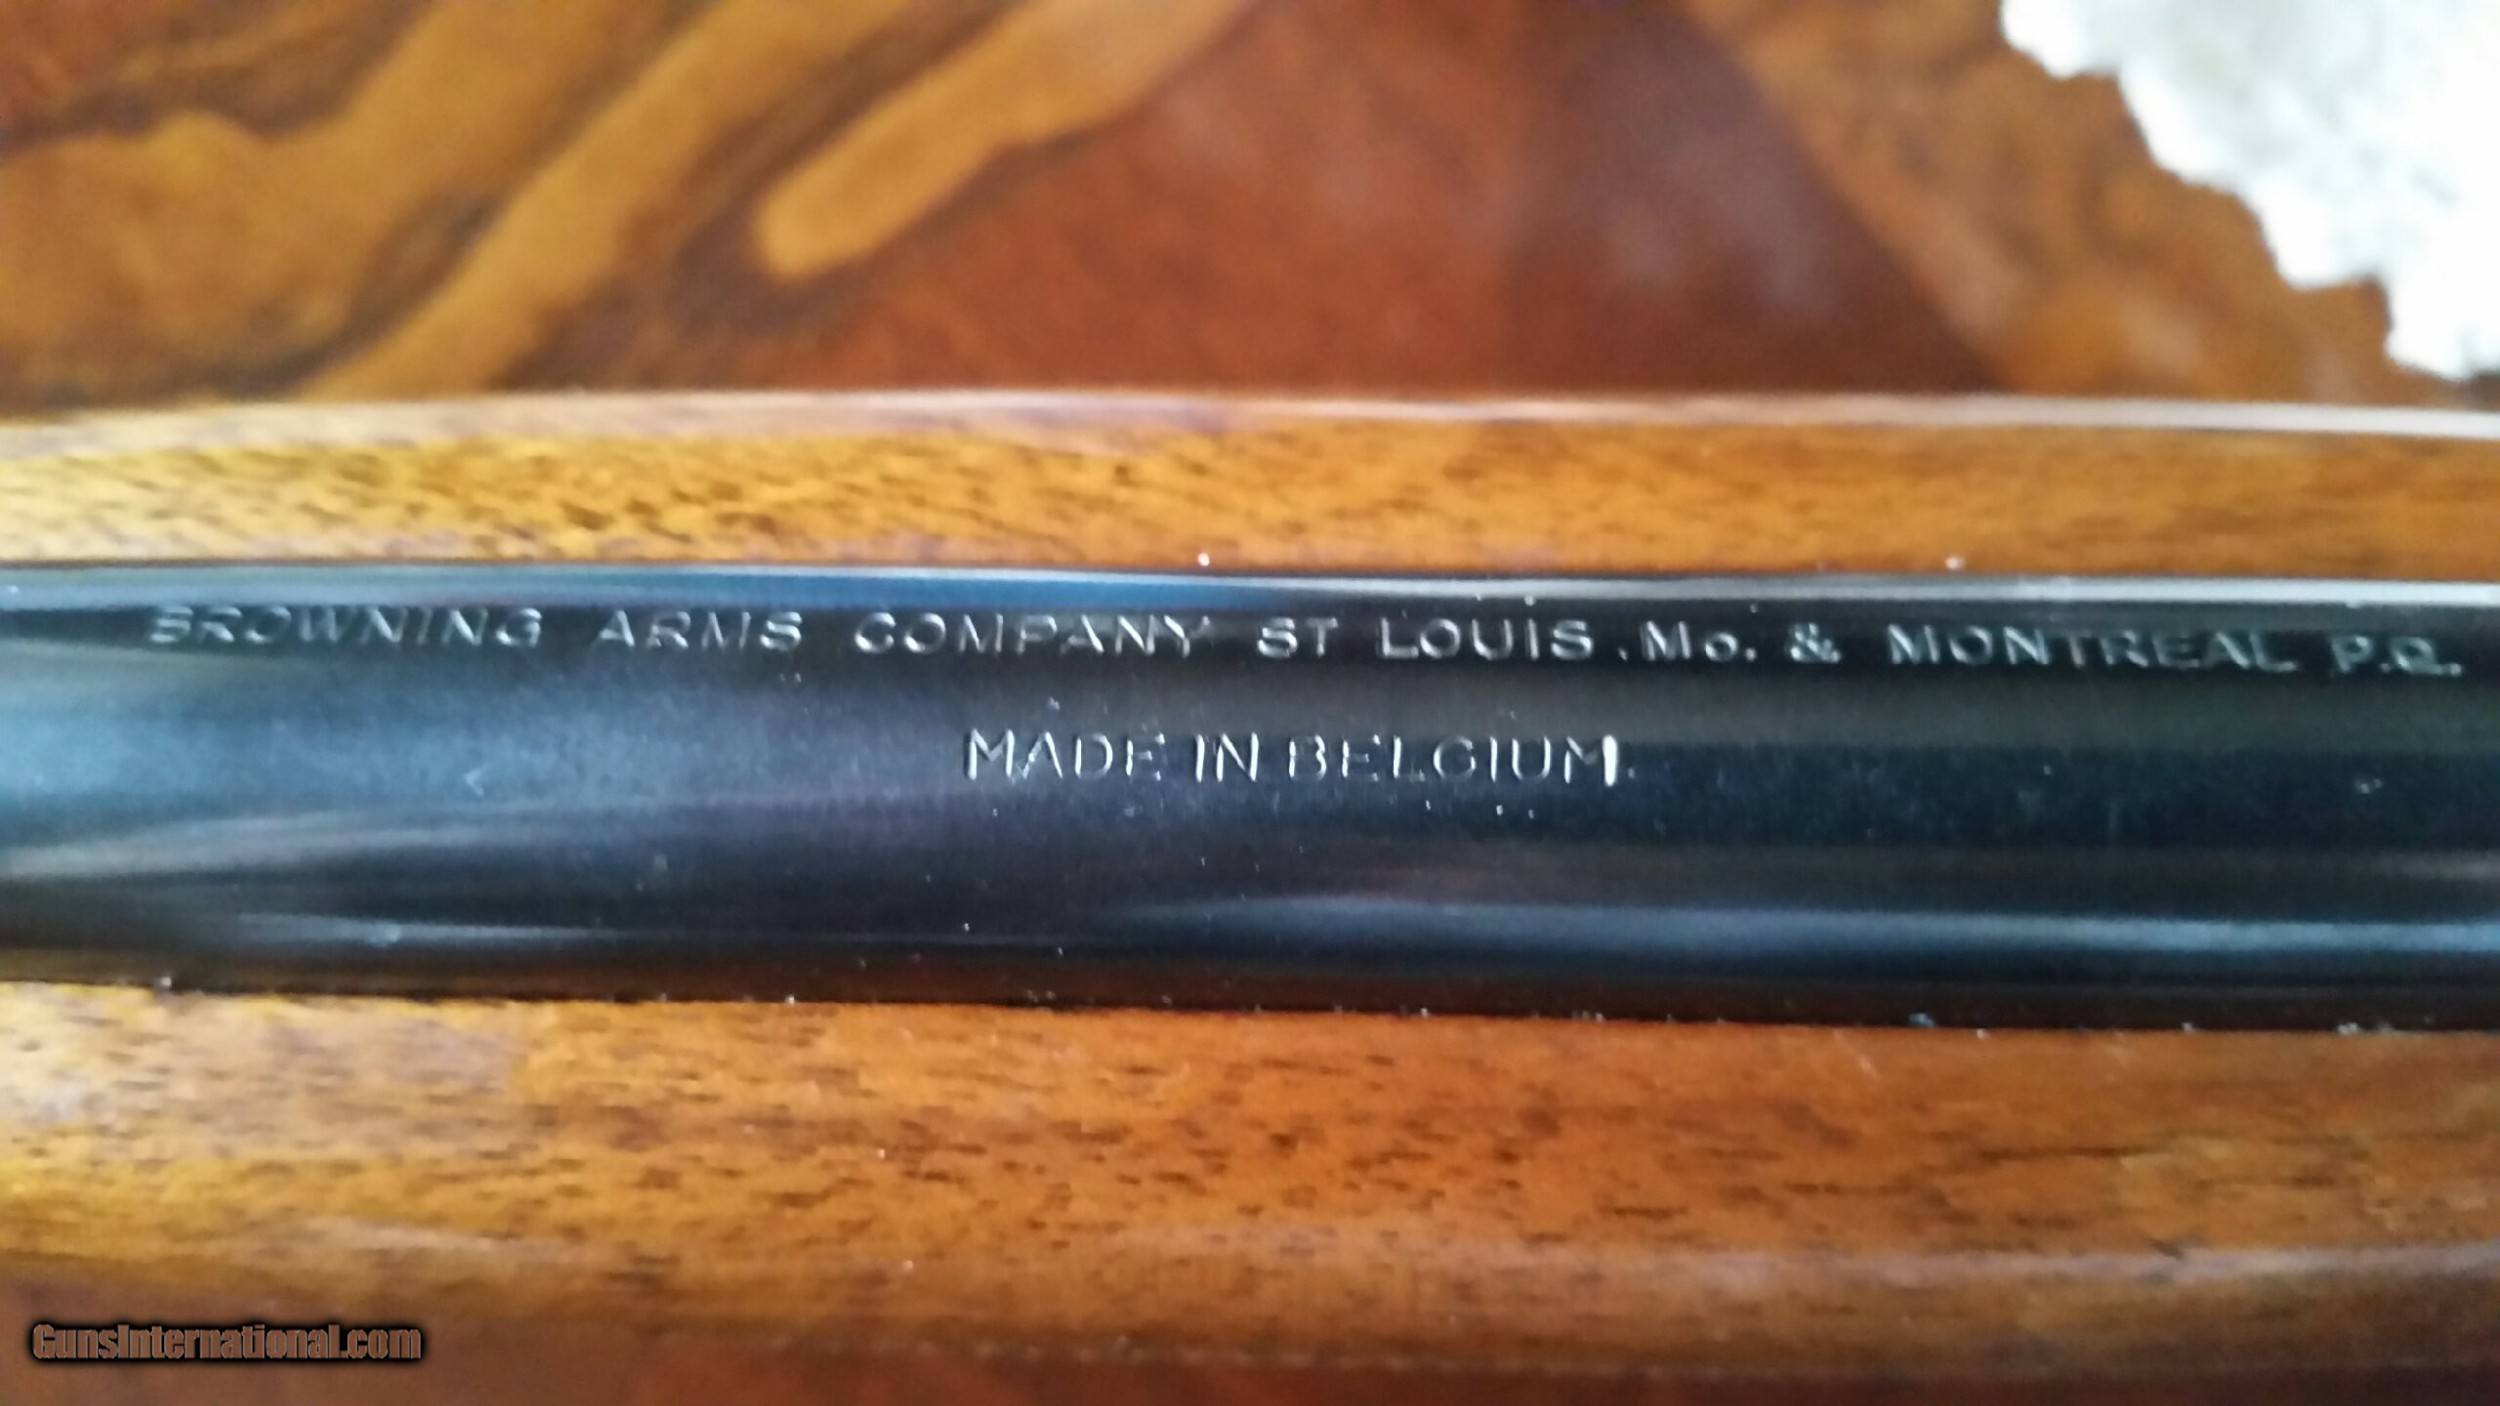 BROWNING ARMS COMPANY ST LOUIS. Mo. & MONTREAL P.Q.
MADE IN BELGIUM.
GunsInternational.com